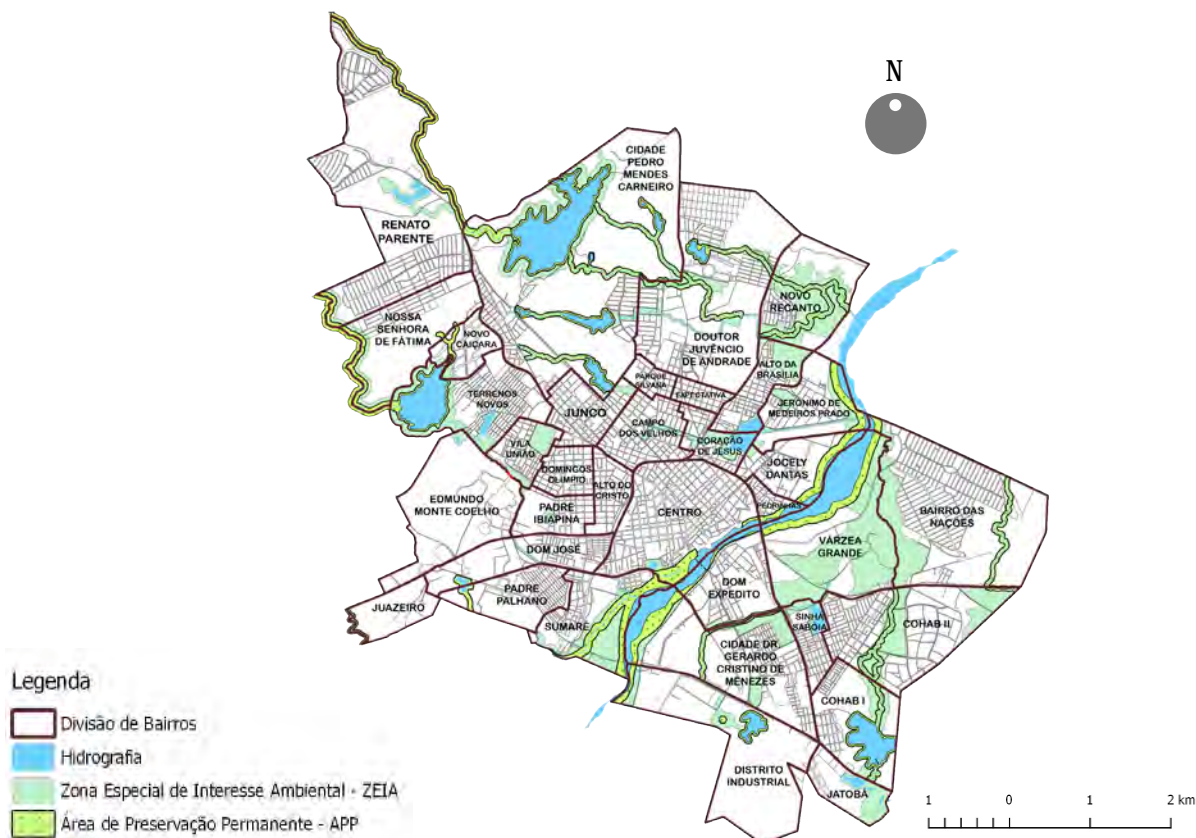 N
CIDADE
PEDRO
MENDES
CARNEIRO
RENATO
PARENTE
NOVO
RECANTO
NOSSA
SENHORA
DE FÁTIMA
NOVO
CAIÇARA
DOUTOR
JUVÊNCIO
DE ANDRADE
ALTO DA
BRASÍLIA
PARQUE
SILVANA
EXPECTATIVA
TERRENOS
NOVOS
JUNCO
JERÔNIMO DE
MEDEIROS PRADO
CAMPO
DOS VELHOS
CORAÇÃO
DE JESUS
VILA
UNIÃO
JOCELY
DANTAS
DOMINGOS
OLÍMPIO
ALTO DO
CRISTO
EDMUNDO
MONTE COELHO
PADRE
IBIAPINA
CENTRO
PEDRINHAS
BAIRRO DAS
NAÇÕES
VÁRZEA
GRANDE
DOM JOSÉ
DOM
EXPEDITO
PADRE
PALHANO
JUAZEIRO
SUMARÉ
SINHÁ
SABÓIA
COHAB II
CIDADE DR.
GERARDO
CRISTINO DE
MENEZES
COHAB I
DISTRITO
INDUSTRIAL
JATOBÁ
Legenda
Divisão de Bairros
Hidrografia
Zona Especial de Interesse Ambiental - ZEIA
Área de Preservação Permanente - APP
1 0 1 2 km